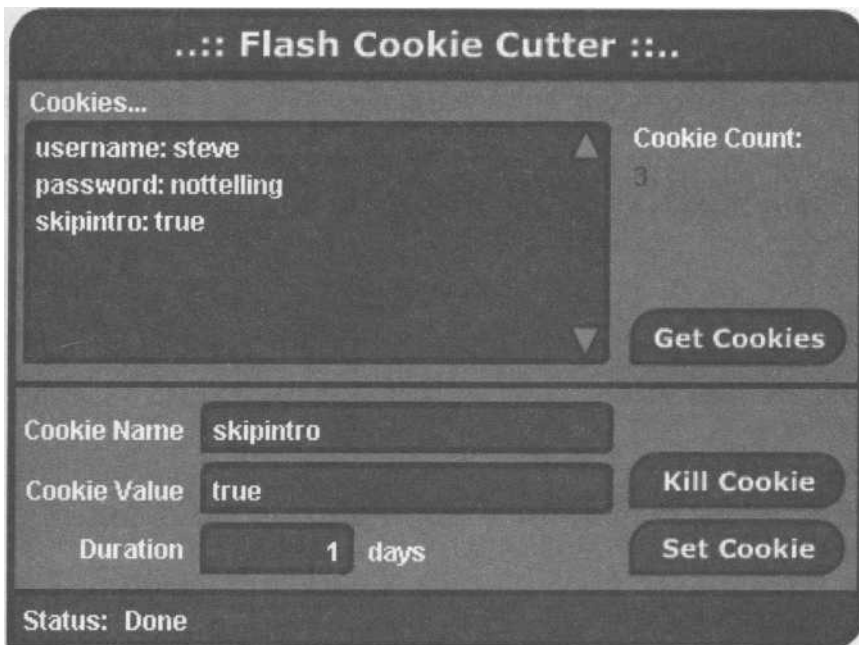 ..:: Flash Cookie Cutter ::..
Cookies...
username: steve
password: nottelling
skipintro: true
Cookie Count:
3
Get Cookies
Cookie Name skipintro
Cookie Value true
Kill Cookie
Duration 1 days
Set Cookie
Status: Done